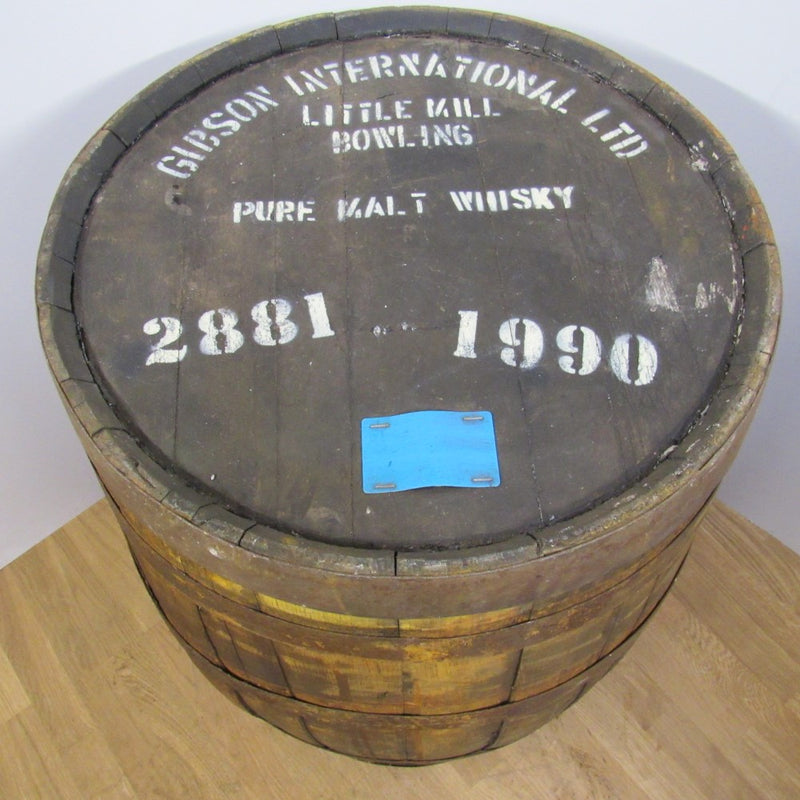 GIBSON INTERNATIONAL LTD
LITTLE MILL
BOWLING
PURE MALT WHISKY
2881 1990